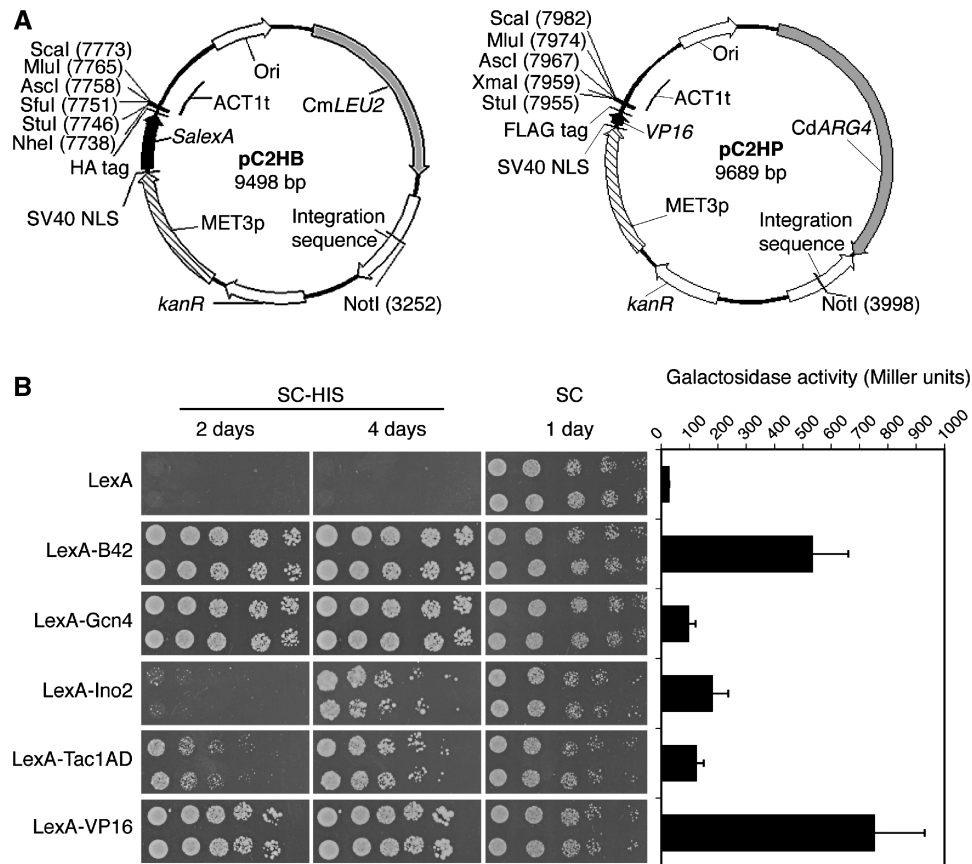 A
ScaI (7773)
MluI (7765)
AscI (7758)
SfuI (7751)
StuI (7746)
NheI (7738)
HA tag
SV40 NLS
Ori
ACT1t
SalexA
CmLEU2
pC2HB
9498 bp
MET3p
Integration
sequence
kanR
NotI (3252)
ScaI (7982)
MluI (7974)
AscI (7967)
XmaI (7959)
StuI (7955)
FLAG tag
SV40 NLS
Ori
ACT1t
VP16
CdARG4
pC2HP
9689 bp
MET3p
Integration
sequence
kanR
NotI (3998)
B
SC-HIS
SC
2 days
4 days
1 day
Galactosidase activity (Miller units)
0 100 200 300 400 500 600 700 800 900 1000
LexA
LexA-B42
LexA-Gcn4
LexA-Ino2
LexA-Tac1AD
LexA-VP16